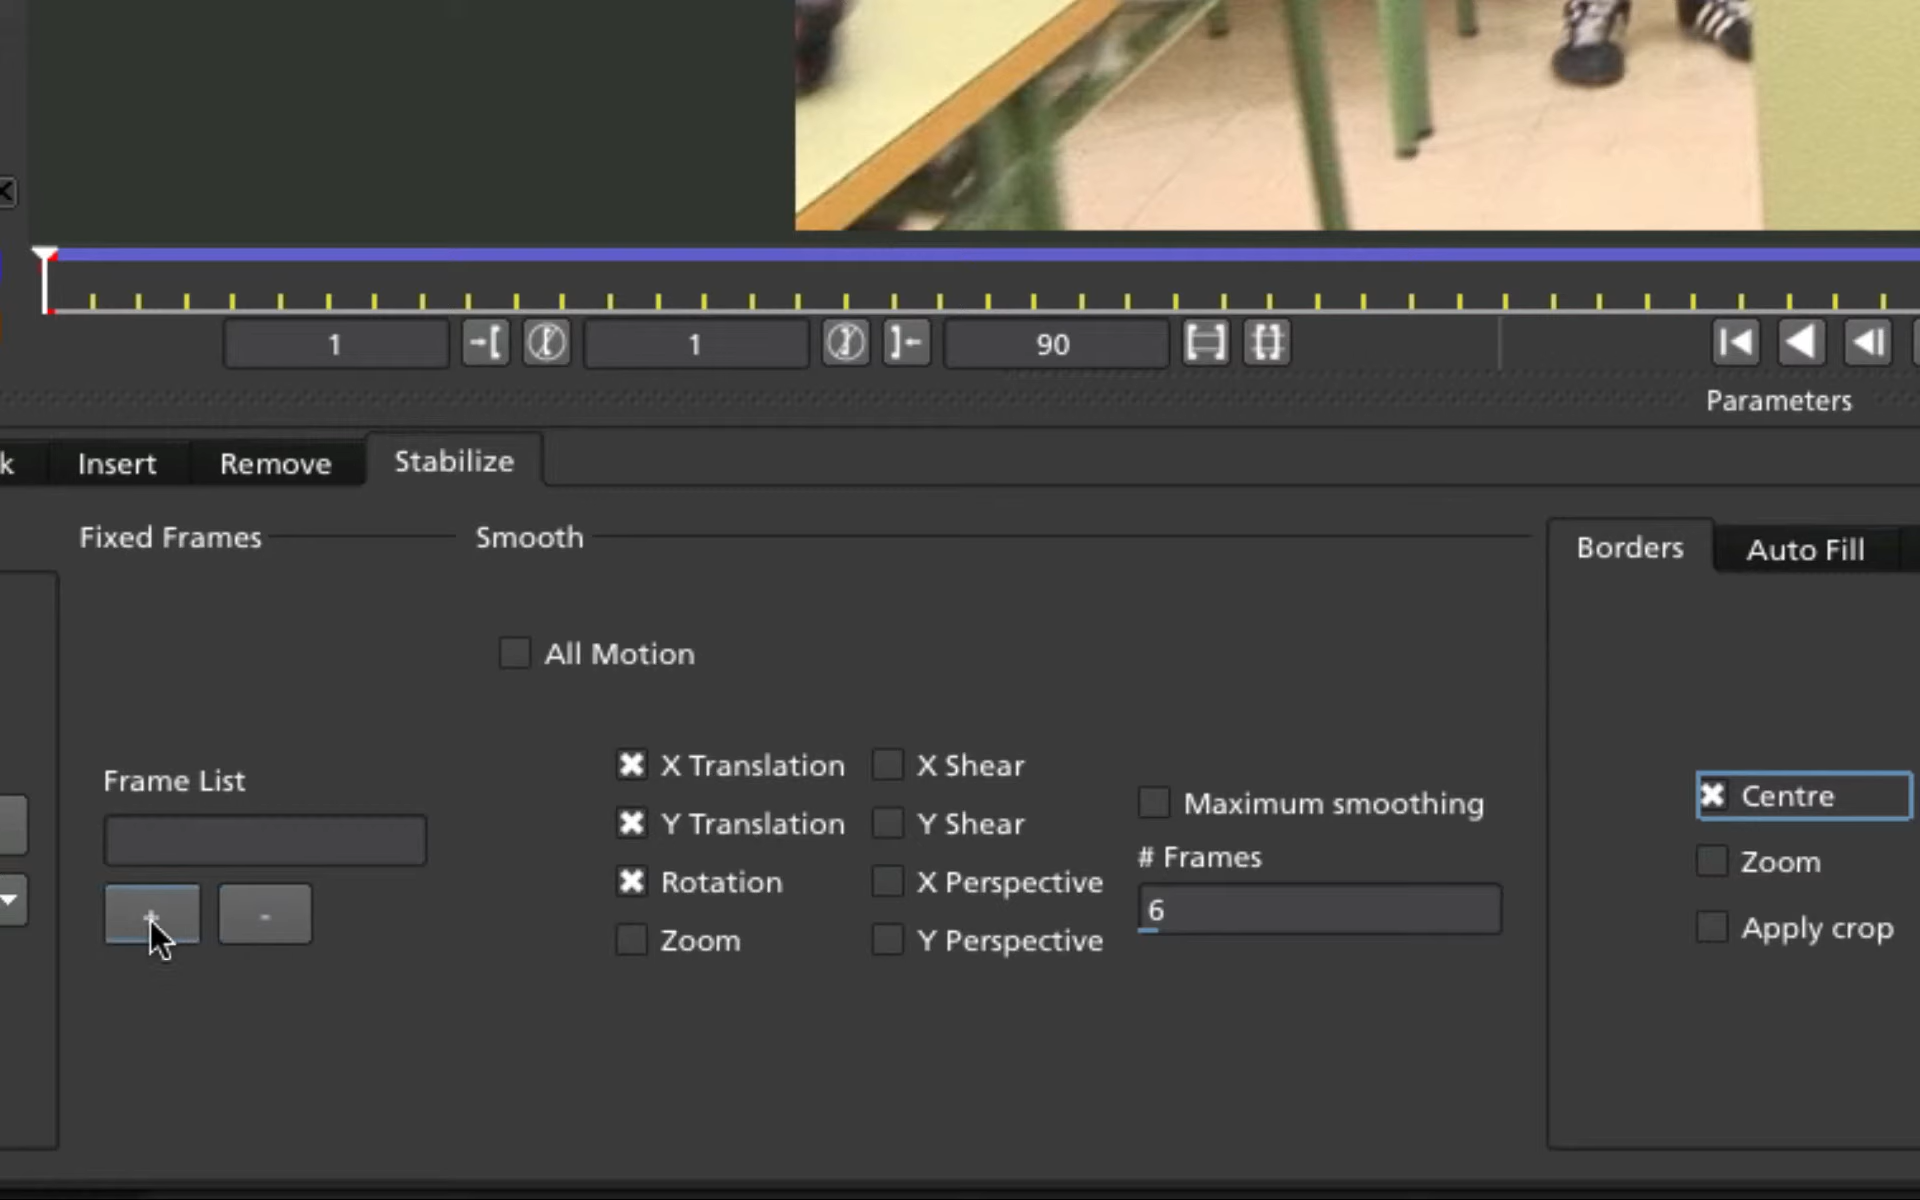 1
1
90
Parameters
k
Insert
Remove
Stabilize
Fixed Frames
Smooth
Borders
Auto Fill
All Motion
Frame List
+
-
X Translation
X Shear
Y Translation
Y Shear
Rotation
X Perspective
Zoom
Y Perspective
Maximum smoothing
# Frames
6
Centre
Zoom
Apply crop